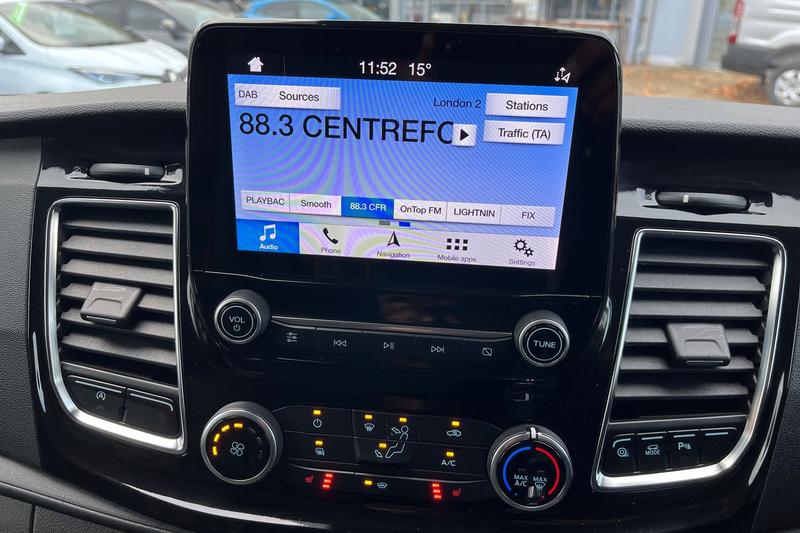 11:52 15°
DAB Sources
London 2 Stations
88.3 CENTREFC
Traffic (TA)
PLAYBAC Smooth 88.3 CFR OnTop FM LIGHTNIN FIX
Audio Phone Navigation Mobile apps Settings
VOL
TUNE
A/C
MAX A/C MAX
MODE